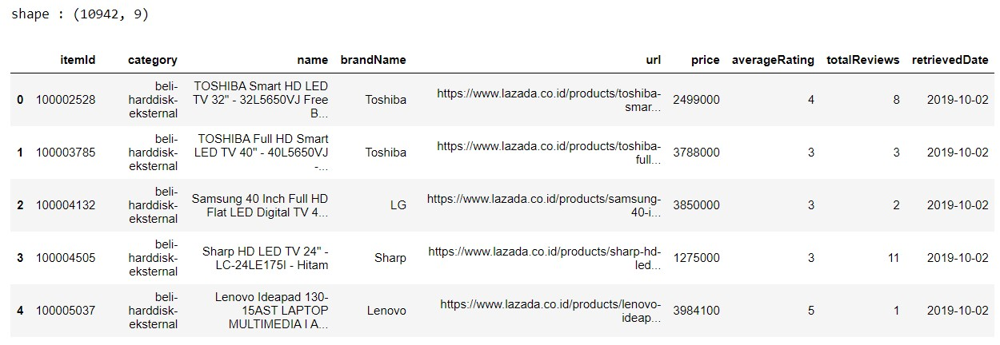 shape : (10942, 9)
itemId category name brandName url price averageRating totalReviews retrievedDate
beli-
TOSHIBA Smart HD LED
0 100002528 harddisk- TV 32" - 32L5650VJ Free Toshiba https://www.lazada.co.id/products/toshiba- 2499000 4 8 2019-10-02
eksternal B... smar...
beli-
TOSHIBA Full HD Smart
1 100003785 harddisk- LED TV 40" - 40L5650VJ Toshiba https://www.lazada.co.id/products/toshiba- 3788000 3 3 2019-10-02
eksternal -... full...
beli-
2 100004132 harddisk- Samsung 40 Inch Full HD LG https://www.lazada.co.id/products/samsung- 3850000 3 2 2019-10-02
eksternal Flat LED Digital TV 4... 40-i...
beli-
3 100004505 harddisk- Sharp HD LED TV 24" - Sharp https://www.lazada.co.id/products/sharp-hd- 1275000 3 11 2019-10-02
eksternal LC-24LE175I - Hitam led...
beli-
Lenovo Ideapad 130-
4 100005037 harddisk- 15AST LAPTOP Lenovo https://www.lazada.co.id/products/lenovo- 3984100 5 1 2019-10-02
eksternal MULTIMEDIA I A... ideap...